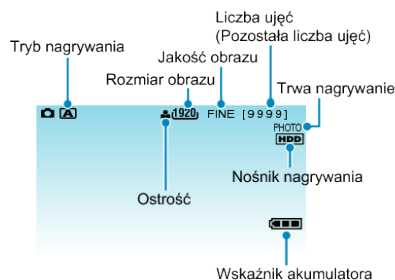 Liczba ujęć
(Pozostała liczba ujęć)
Tryb nagrywania
Jakość obrazu
Rozmiar obrazu
Trwa nagrywanie
A 1920 FINE [9999]
PHOTO
HDD
Nośnik nagrywania
Ostrość
Wskaźnik akumulatora